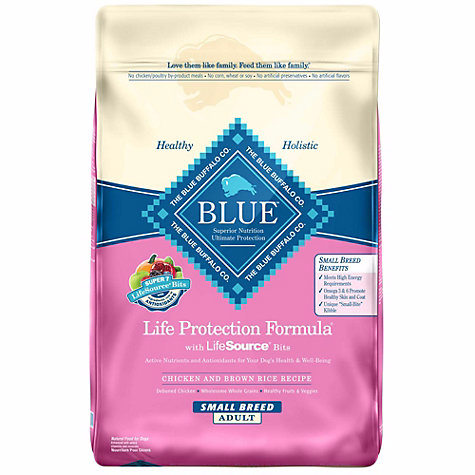 Love them like family. Feed them like family.
No chicken/poultry by-product meals • No corn, wheat or soy • No artificial preservatives • No artificial flavors
Healthy
Holistic
THE BLUE BUFFALO CO.
THE BLUE BUFFALO CO.
BLUE™
Superior Nutrition
Ultimate Protection
THE BLUE BUFFALO CO.
THE BLUE BUFFALO CO.
SMALL BREED
BENEFITS
✓ Meets High Energy
Requirements
✓ Omega 3 & 6 Promote
Healthy Skin and Coat
✓ Unique "Small-Bite"
Kibble
SUPER 7
LifeSource® Bits
ANTIOXIDANTS
Life Protection Formula™
with LifeSource® Bits
Active Nutrients and Antioxidants for Your Dog's Health & Well-Being
CHICKEN AND BROWN RICE RECIPE
Deboned Chicken • Wholesome Whole Grains • Healthy Fruits & Veggies
SMALL BREED
ADULT
Natural Food for Dogs